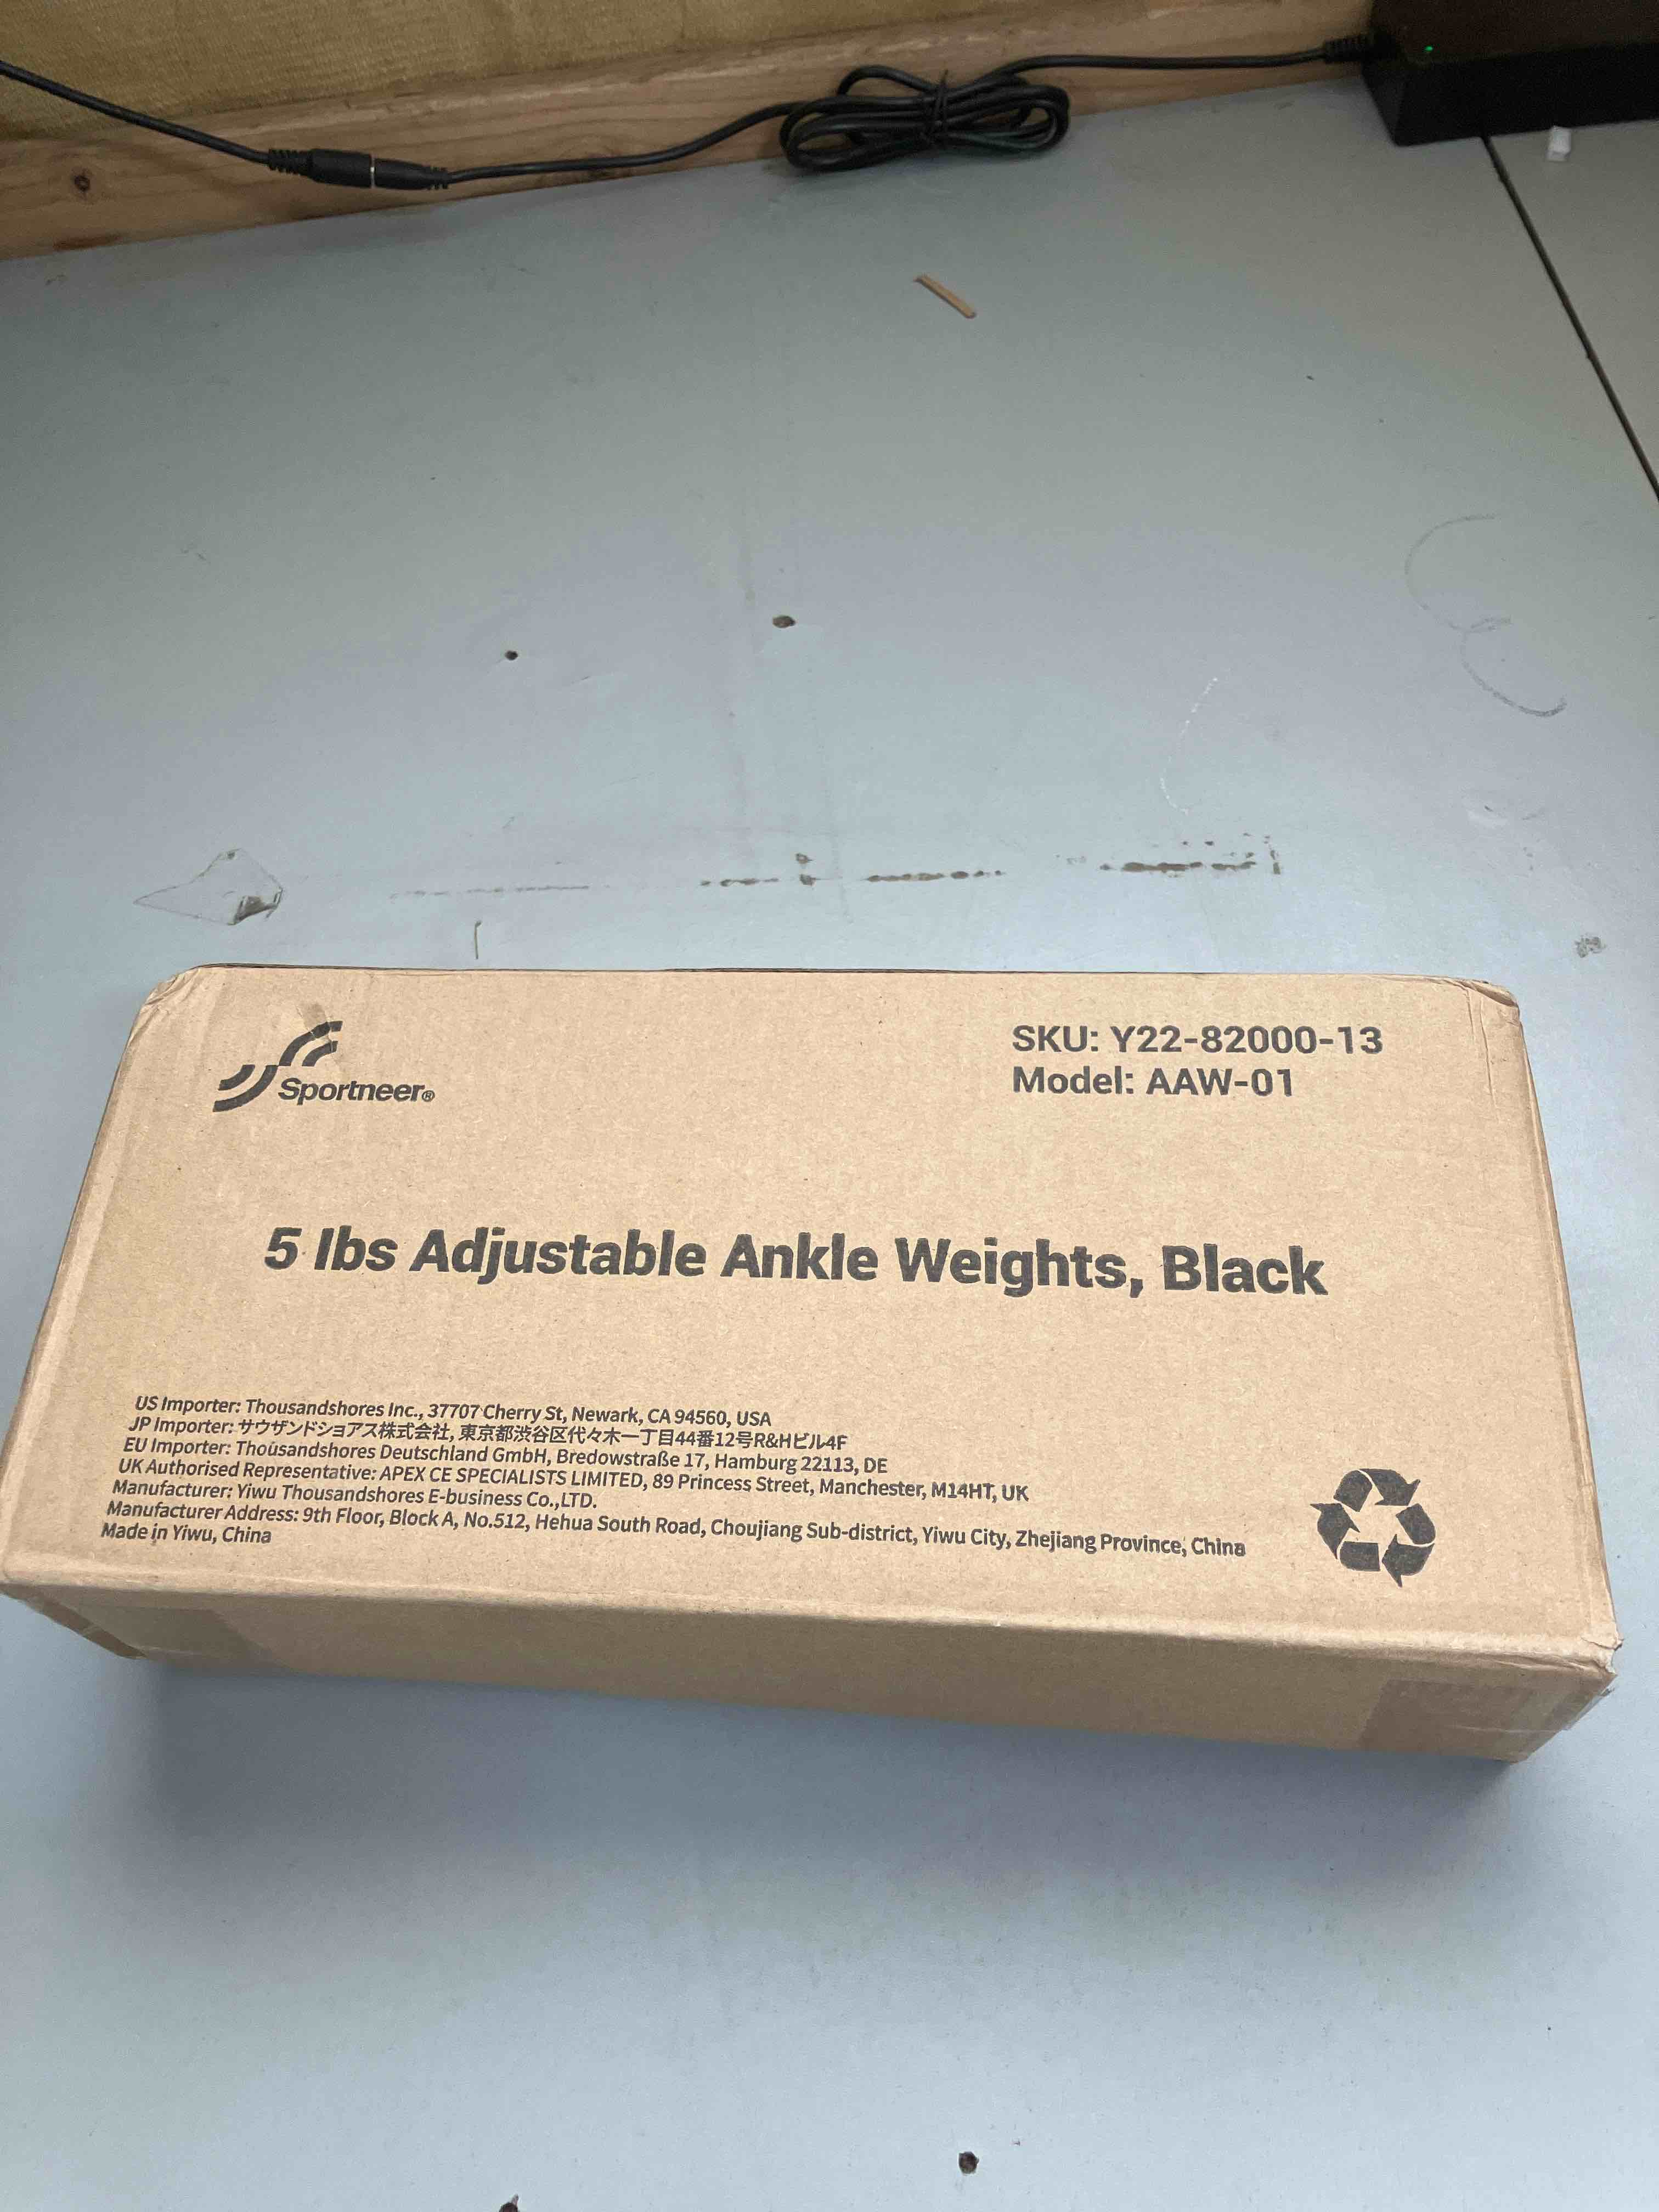 Sportneer®
SKU: Y22-82000-13
Model: AAW-01
5 lbs Adjustable Ankle Weights, Black
US Importer: Thousandshores Inc., 37707 Cherry St, Newark, CA 94560, USA
JP Importer: サウザンドショアス株式会社, 東京都渋谷区代々木一丁目44番12号R&Hビル4F
EU Importer: Thousandshores Deutschland GmbH, Bredowstraße 17, Hamburg 22113, DE
UK Authorised Representative: APEX CE SPECIALISTS LIMITED, 89 Princess Street, Manchester, M14HT, UK
Manufacturer: Yiwu Thousandshores E-business Co.,LTD.
Manufacturer Address: 9th Floor, Block A, No.512, Hehua South Road, Choujiang Sub-district, Yiwu City, Zhejiang Province, China
Made in Yiwu, China